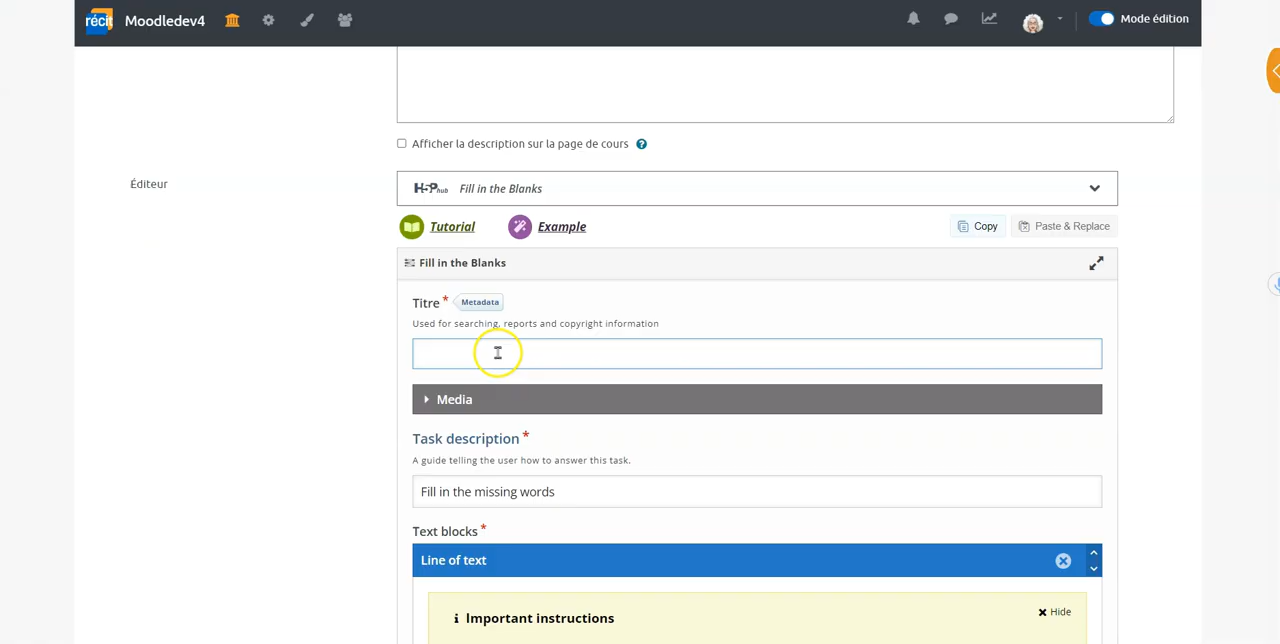 récit Moodledev4 Mode édition
Afficher la description sur la page de cours ?
Éditeur
H5P hub Fill in the Blanks
Tutorial Example Copy Paste & Replace
Fill in the Blanks
Titre * Metadata
Used for searching, reports and copyright information
Media
Task description *
A guide telling the user how to answer this task.
Fill in the missing words
Text blocks *
Line of text
Important instructions Hide